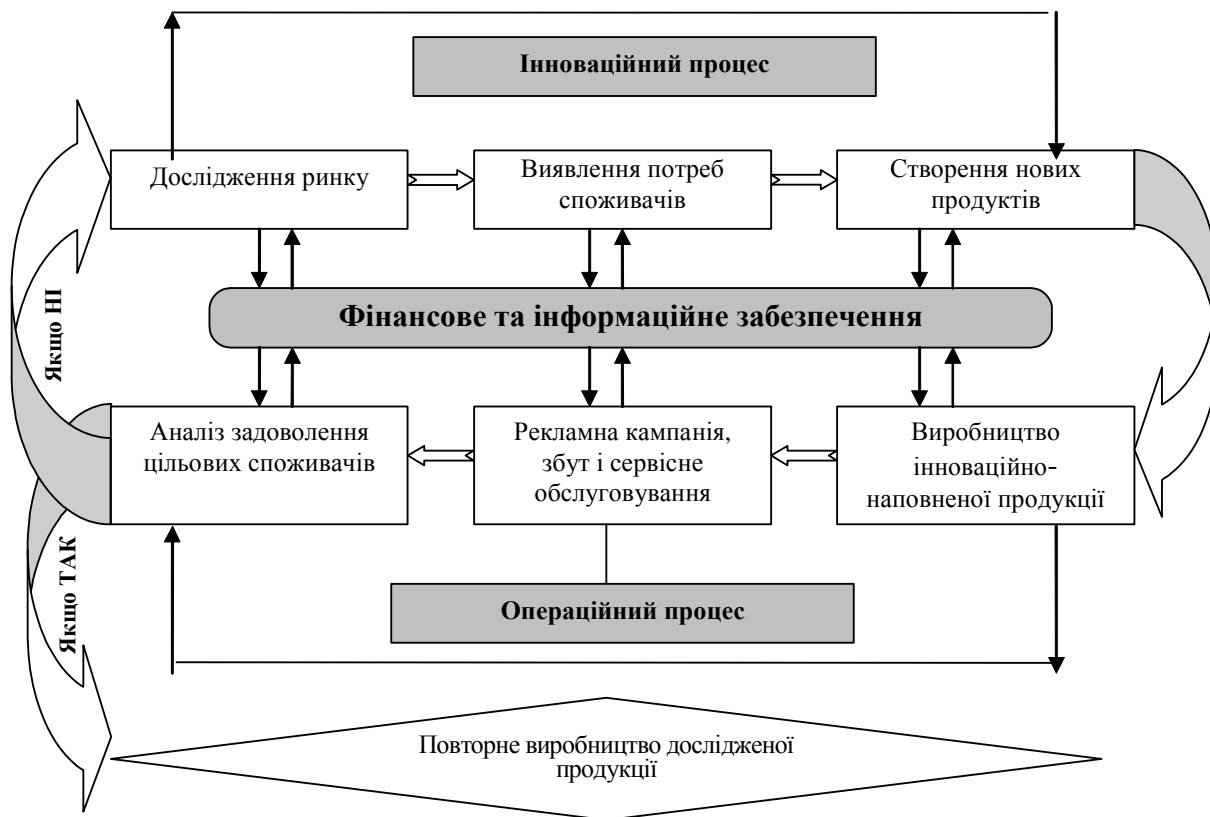 Інноваційний процес
Дослідження ринку
Виявлення потреб
споживачів
Створення нових
продуктів
Якщо НІ
Фінансове та інформаційне забезпечення
Аналіз задоволення
цільових споживачів
Рекламна кампанія,
збут і сервісне
обслуговування
Виробництво
інноваційно-
наповненої продукції
Якщо ТАК
Операційний процес
Повторне виробництво дослідженої
продукції